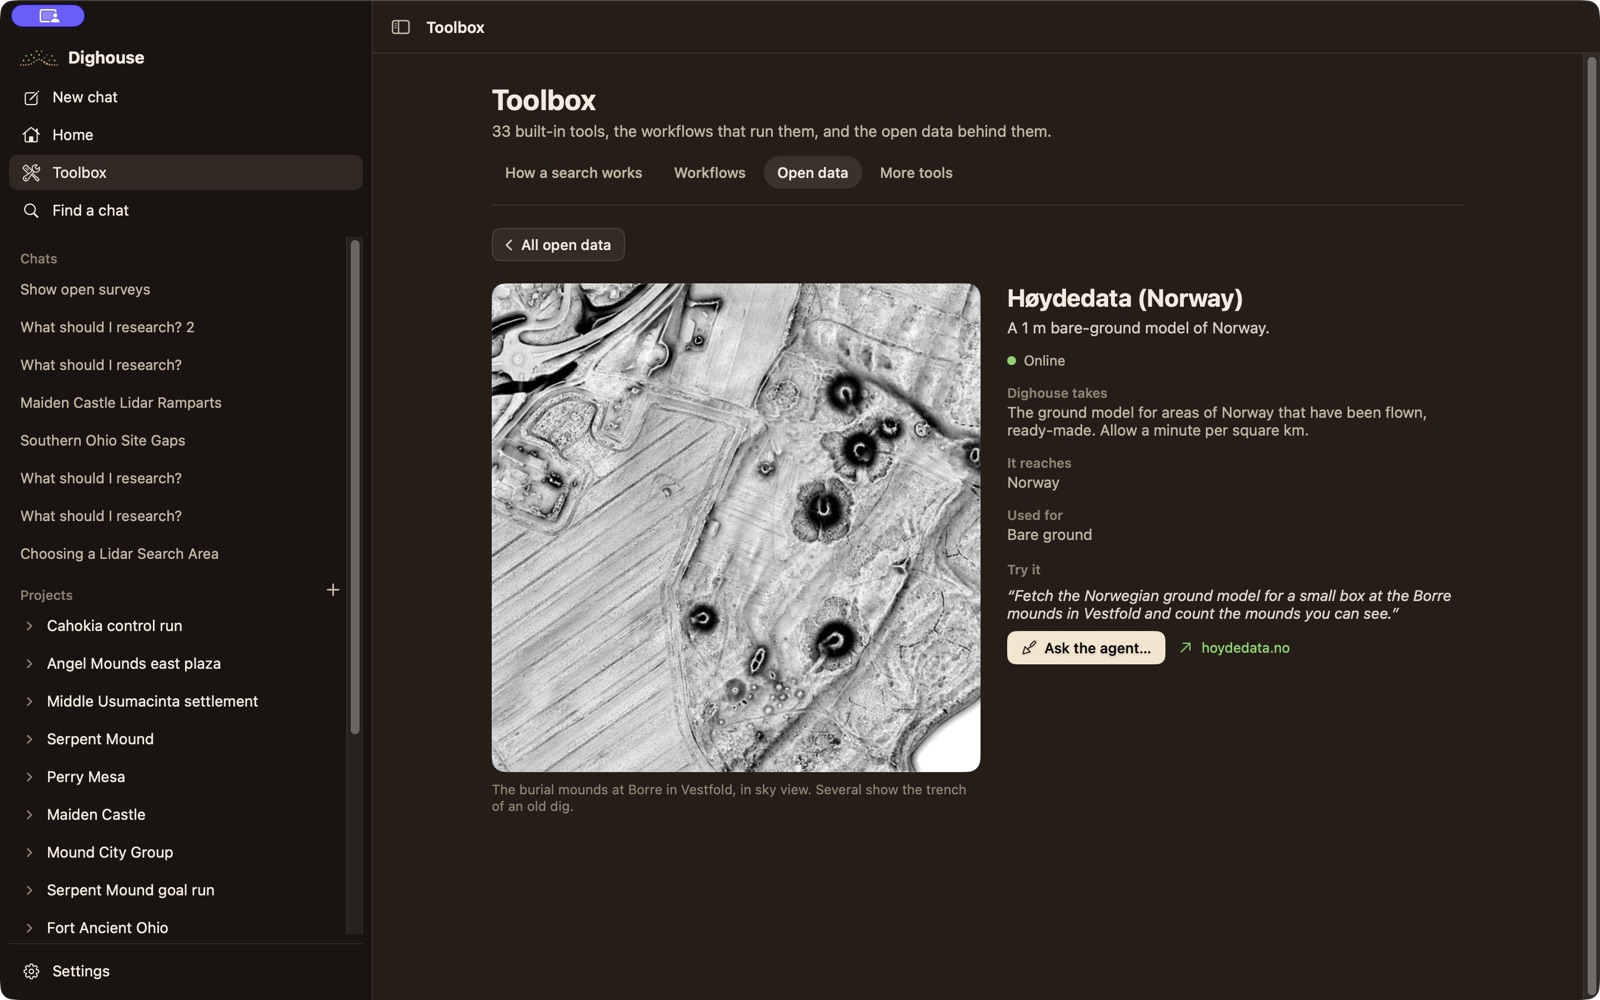 Dighouse
New chat
Home
Toolbox
Find a chat
Chats
Show open surveys
What should I research? 2
What should I research?
Maiden Castle Lidar Ramparts
Southern Ohio Site Gaps
What should I research?
What should I research?
Choosing a Lidar Search Area
Projects
Cahokia control run
Angel Mounds east plaza
Middle Usumacinta settlement
Serpent Mound
Perry Mesa
Maiden Castle
Mound City Group
Serpent Mound goal run
Fort Ancient Ohio
Settings
Toolbox
Toolbox
33 built-in tools, the workflows that run them, and the open data behind them.
How a search works
Workflows
Open data
More tools
All open data
The burial mounds at Borre in Vestfold, in sky view. Several show the trench
of an old dig.
Høydedata (Norway)
A 1 m bare-ground model of Norway.
Online
Dighouse takes
The ground model for areas of Norway that have been flown,
ready-made. Allow a minute per square km.
It reaches
Norway
Used for
Bare ground
Try it
“Fetch the Norwegian ground model for a small box at the Borre
mounds in Vestfold and count the mounds you can see.”
Ask the agent...
hoydedata.no